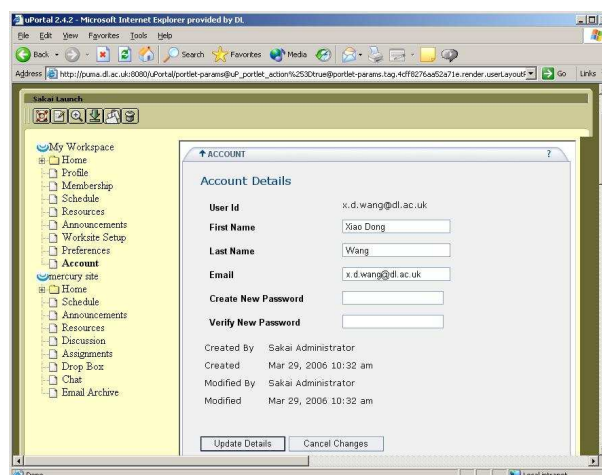 uPortal 2.4.2 - Microsoft Internet Explorer provided by DL
File Edit View Favorites Tools Help
Back Search Favorites Media
Address http://puma.dl.ac.uk:8080/uPortal/portlet-params@uP_portlet_action%253Dtrue@portlet-params.tag.4cff8276aa52a71e.render.userLayoutF Go Links
Sakai Launch
My Workspace
Home
Profile
Membership
Schedule
Resources
Announcements
Worksite Setup
Preferences
Account
mercury site
Home
Schedule
Announcements
Resources
Discussion
Assignments
Drop Box
Chat
Email Archive
ACCOUNT ?
Account Details
User Id x.d.wang@dl.ac.uk
First Name Xiao Dong
Last Name Wang
Email x.d.wang@dl.ac.uk
Create New Password
Verify New Password
Created By Sakai Administrator
Created Mar 29, 2006 10:32 am
Modified By Sakai Administrator
Modified Mar 29, 2006 10:32 am
Update Details Cancel Changes